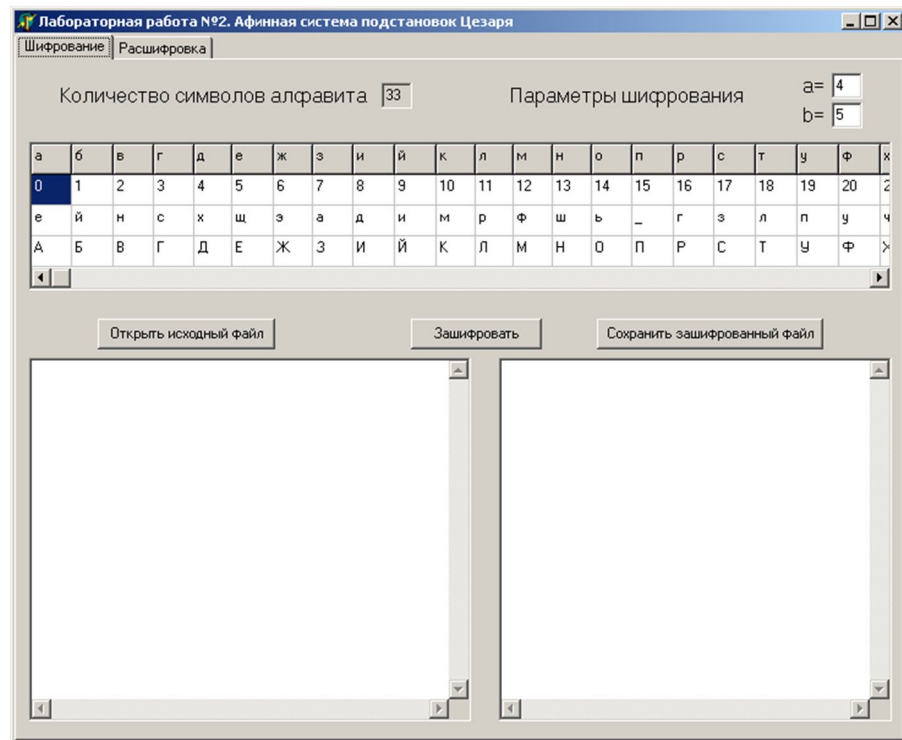 Лабораторная работа №2. Афинная система подстановок Цезаря
Шифрование Расшифровка
Количество символов алфавита 33 Параметры шифрования a= 4
b= 5
а б в г д е ж з и й к л м н о п р с т у ф х
0 1 2 3 4 5 6 7 8 9 10 11 12 13 14 15 16 17 18 19 20 2
е й н с х щ э а д и м р ф ш ь _ г з л п у ч
А Б В Г Д Е Ж З И Й К Л М Н О П Р С Т У Ф Х
Открыть исходный файл Зашифровать Сохранить зашифрованный файл